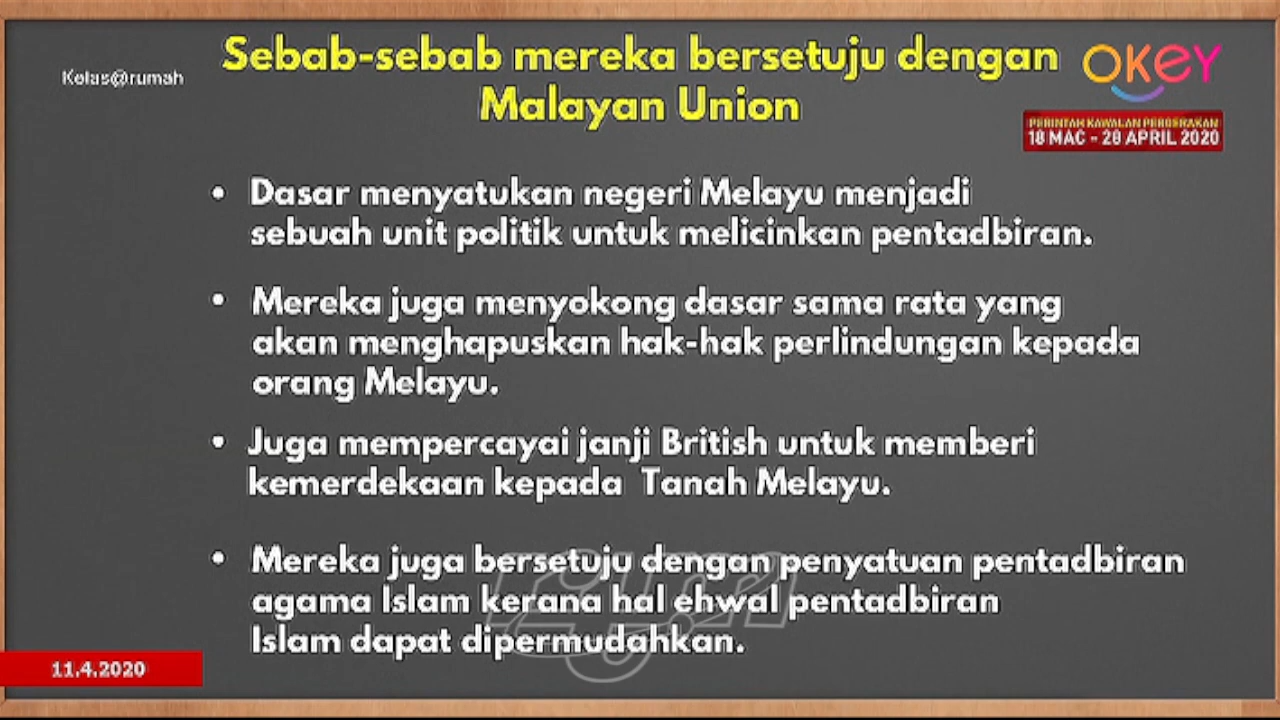 Sebab-sebab mereka bersetuju dengan
Malayan Union
Kelas@rumah
OKEY
PERINTAH KAWALAN PERGERAKAN
18 MAC - 28 APRIL 2020
• Dasar menyatukan negeri Melayu menjadi
sebuah unit politik untuk melicinkan pentadbiran.
• Mereka juga menyokong dasar sama rata yang
akan menghapuskan hak-hak perlindungan kepada
orang Melayu.
• Juga mempercayai janji British untuk memberi
kemerdekaan kepada Tanah Melayu.
• Mereka juga bersetuju dengan penyatuan pentadbiran
agama Islam kerana hal ehwal pentadbiran
Islam dapat dipermudahkan.
11.4.2020